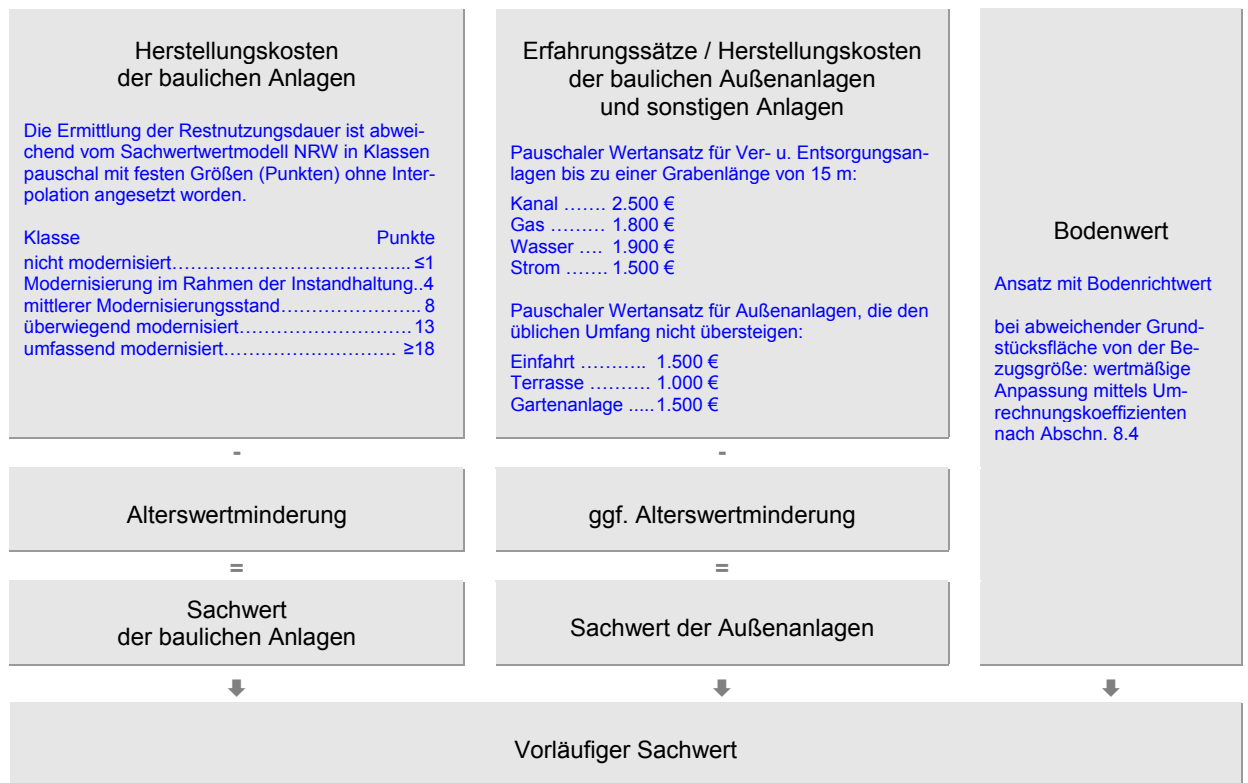 Herstellungskosten
der baulichen Anlagen
Die Ermittlung der Restnutzungsdauer ist abwei-
chend vom Sachwertwertmodell NRW in Klassen
pauschal mit festen Größen (Punkten) ohne Inter-
polation angesetzt worden.
Klasse Punkte
nicht modernisiert……………………………... ≤1
Modernisierung im Rahmen der Instandhaltung..4
mittlerer Modernisierungsstand………………….. 8
überwiegend modernisiert………………………. 13
umfassend modernisiert………………………. ≥18
-
Alterswertminderung
=
Sachwert
der baulichen Anlagen
Erfahrungssätze / Herstellungskosten
der baulichen Außenanlagen
und sonstigen Anlagen
Pauschaler Wertansatz für Ver- u. Entsorgungsan-
lagen bis zu einer Grabenlänge von 15 m:
Kanal ……. 2.500 €
Gas ……… 1.800 €
Wasser …. 1.900 €
Strom ……. 1.500 €
Pauschaler Wertansatz für Außenanlagen, die den
üblichen Umfang nicht übersteigen:
Einfahrt ……….. 1.500 €
Terrasse ………. 1.000 €
Gartenanlage .....1.500 €
-
ggf. Alterswertminderung
=
Sachwert der Außenanlagen
Bodenwert
Ansatz mit Bodenrichtwert
bei abweichender Grund-
stücksfläche von der Be-
zugsgröße: wertmäßige
Anpassung mittels Um-
rechnungskoeffizienten
nach Abschn. 8.4
Vorläufiger Sachwert